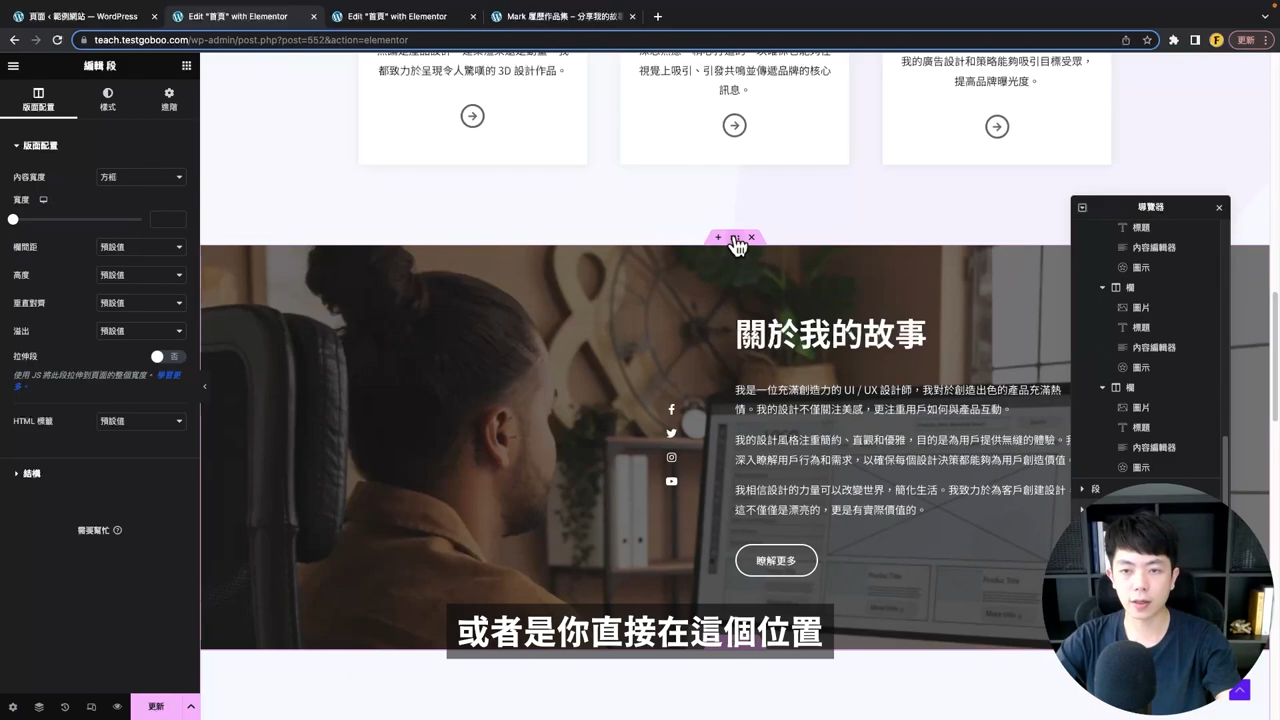 頁面 ‹ 範例網站 — WordPress
Edit "首頁" with Elementor
Edit "首頁" with Elementor
Mark 履歷作品集 – 分享我的故事
teach.testgoboo.com/wp-admin/post.php?post=552&action=elementor
更新
編輯 段
版面配置
樣式
進階
版面配置
內容寬度
方框
寬度
欄間距
預設值
高度
預設值
垂直對齊
預設值
溢出
預設值
拉伸段
否
使用 JS 將此段拉伸到頁面的整個寬度。學習更
多。
HTML 標籤
預設值
結構
需要幫忙
更新
都致力於呈現令人驚嘆的 3D 設計作品。
視覺上吸引、引發共鳴並傳遞品牌的核心
訊息。
我的廣告設計和策略能夠吸引目標受眾，
提高品牌曝光度。
關於我的故事
我是一位充滿創造力的 UI / UX 設計師，我對於創造出色的產品充滿熱
情。我的設計不僅關注美感，更注重用戶如何與產品互動。
我的設計風格注重簡約、直觀和優雅，目的是為用戶提供無縫的體驗。
深入瞭解用戶行為和需求，以確保每個設計決策都能夠為用戶創造價值
我相信設計的力量可以改變世界，簡化生活。我致力於為客戶創建設計
這不僅僅是漂亮的，更是有實際價值的。
瞭解更多
導覽器
標題
內容編輯器
圖示
欄
圖片
標題
內容編輯器
圖示
欄
圖片
標題
內容編輯器
圖示
段
或者是你直接在這個位置